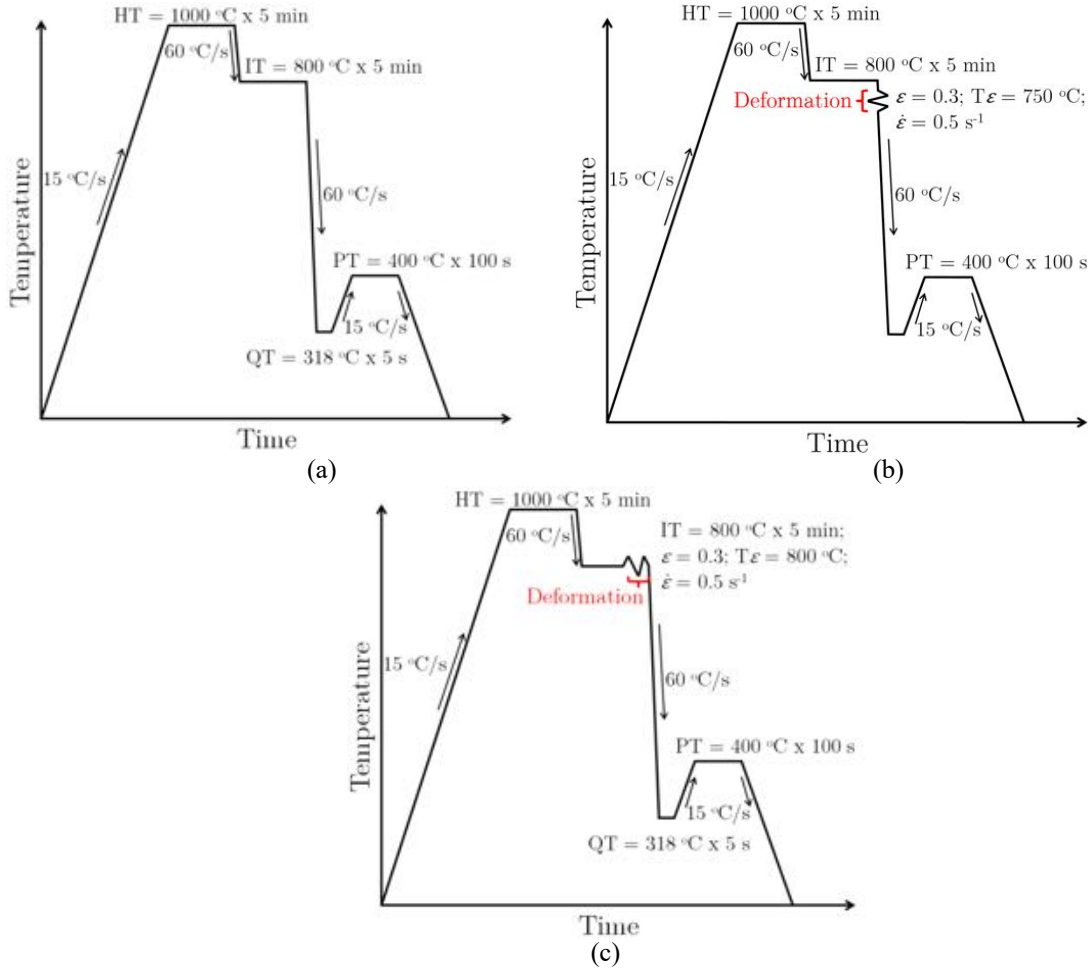 HT = 1000 °C x 5 min
60 °C/s
IT = 800 °C x 5 min
15 °C/s
60 °C/s
PT = 400 °C x 100 s
15 °C/s
QT = 318 °C x 5 s
Temperature
Time
(a)
HT = 1000 °C x 5 min
60 °C/s
IT = 800 °C x 5 min
Deformation
ε = 0.3; Tε = 750 °C;
ε̇ = 0.5 s⁻¹
15 °C/s
60 °C/s
PT = 400 °C x 100 s
15 °C/s
Temperature
Time
(b)
HT = 1000 °C x 5 min
60 °C/s
IT = 800 °C x 5 min;
ε = 0.3; Tε = 800 °C;
ε̇ = 0.5 s⁻¹
Deformation
15 °C/s
60 °C/s
PT = 400 °C x 100 s
15 °C/s
QT = 318 °C x 5 s
Temperature
Time
(c)